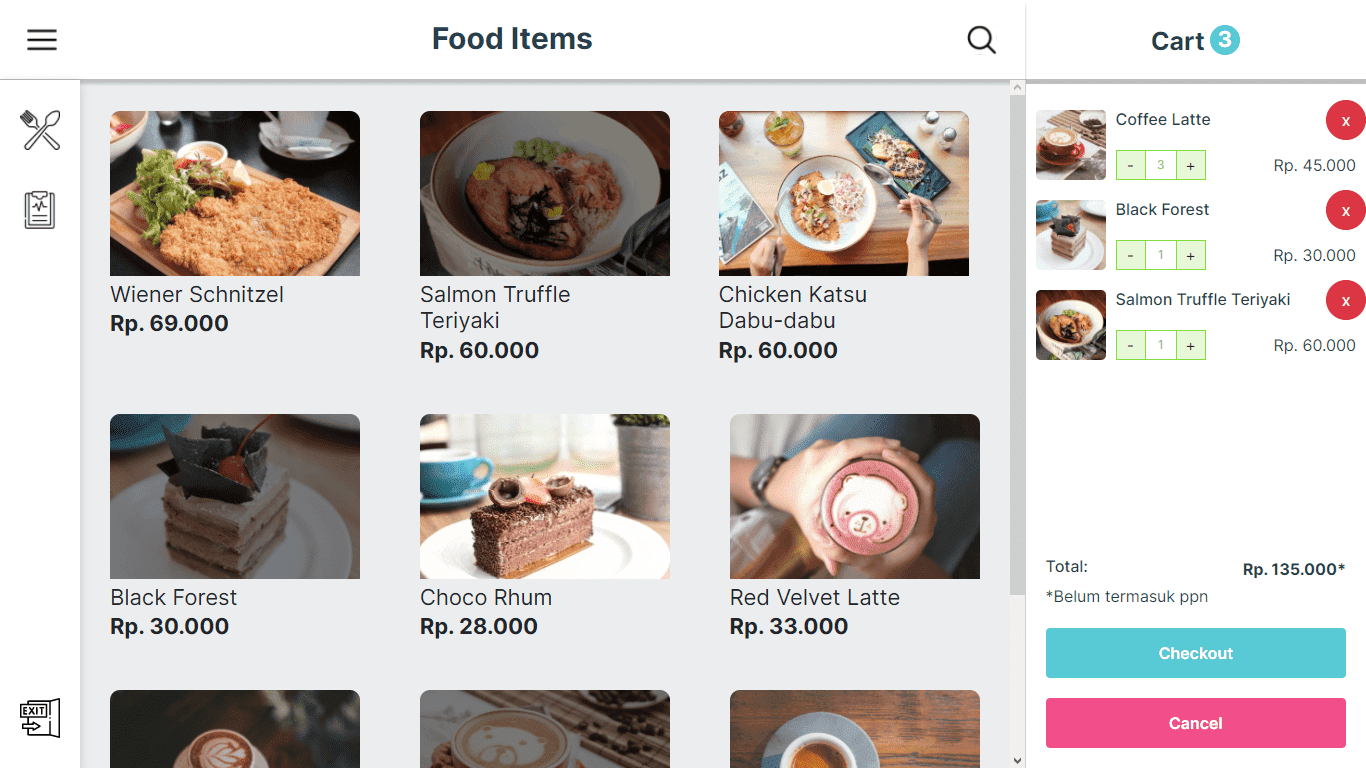 Food Items
Cart 3
EXIT
Wiener Schnitzel
Rp. 69.000
Salmon Truffle
Teriyaki
Rp. 60.000
Chicken Katsu
Dabu-dabu
Rp. 60.000
Black Forest
Rp. 30.000
Choco Rhum
Rp. 28.000
Red Velvet Latte
Rp. 33.000
Coffee Latte
x
- 3 +
Rp. 45.000
Black Forest
x
- 1 +
Rp. 30.000
Salmon Truffle Teriyaki
x
- 1 +
Rp. 60.000
Total:
Rp. 135.000*
*Belum termasuk ppn
Checkout
Cancel